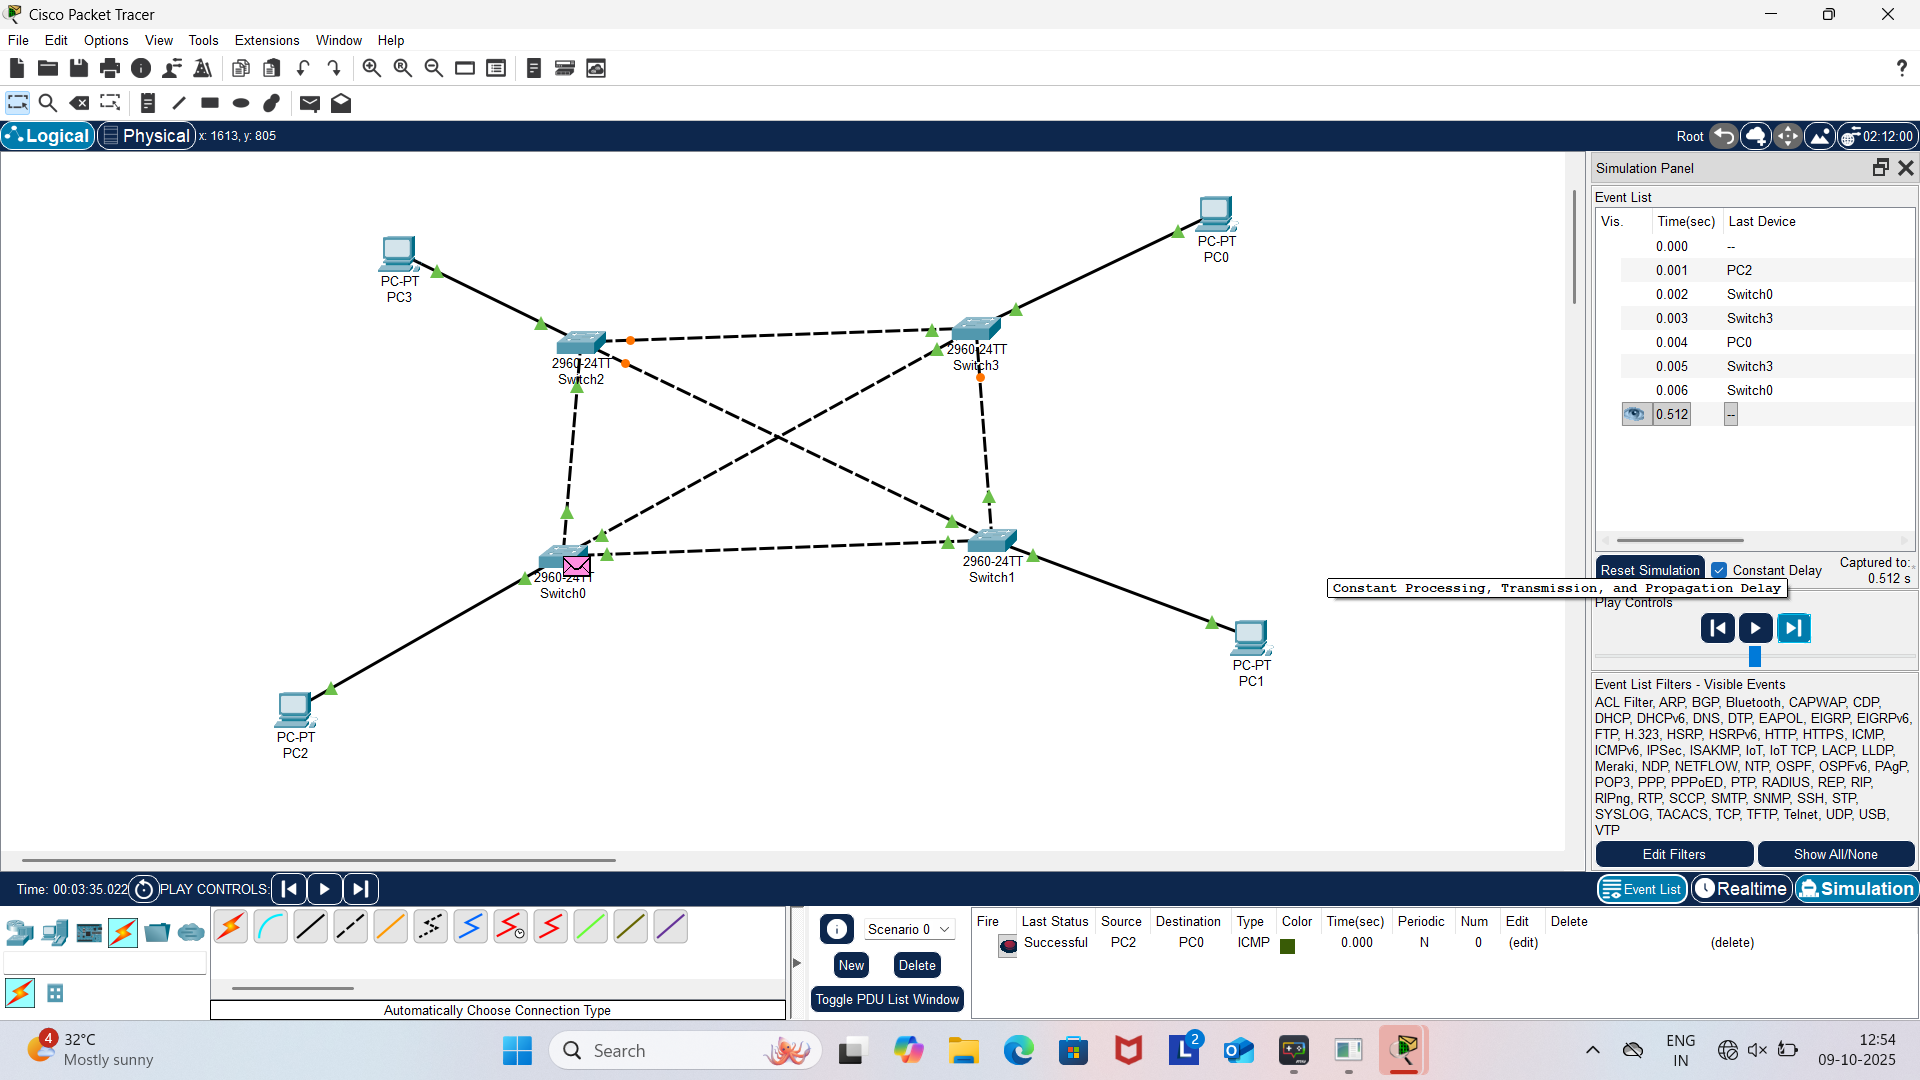 Cisco Packet Tracer
File Edit Options View Tools Extensions Window Help
Logical Physical x: 1613, y: 805 Root 02:12:00
Simulation Panel
Event List
Vis. Time(sec) Last Device
0.000 --
0.001 PC2
0.002 Switch0
0.003 Switch3
0.004 PC0
0.005 Switch3
0.006 Switch0
0.512 --
Reset Simulation Constant Delay Captured to:
0.512 s
Constant Processing, Transmission, and Propagation Delay
Play Controls
Event List Filters - Visible Events
ACL Filter, ARP, BGP, Bluetooth, CAPWAP, CDP,
DHCP, DHCPv6, DNS, DTP, EAPOL, EIGRP, EIGRPv6,
FTP, H.323, HSRP, HSRPv6, HTTP, HTTPS, ICMP,
ICMPv6, IPSec, ISAKMP, IoT, IoT TCP, LACP, LLDP,
Meraki, NDP, NETFLOW, NTP, OSPF, OSPFv6, PAgP,
POP3, PPP, PPPoED, PTP, RADIUS, REP, RIP,
RIPng, RTP, SCCP, SMTP, SNMP, SSH, STP,
SYSLOG, TACACS, TCP, TFTP, Telnet, UDP, USB,
VTP
Edit Filters Show All/None
PC-PT
PC3
PC-PT
PC0
2960-24TT
Switch2
2960-24TT
Switch3
2960-24TT
Switch0
2960-24TT
Switch1
PC-PT
PC1
PC-PT
PC2
Time: 00:03:35.022 PLAY CONTROLS: Event List Realtime Simulation
Automatically Choose Connection Type
Scenario 0
New Delete
Toggle PDU List Window
Fire Last Status Source Destination Type Color Time(sec) Periodic Num Edit Delete
Successful PC2 PC0 ICMP 0.000 N 0 (edit) (delete)
4 32°C
Mostly sunny
Search
L 2
ENG
IN
12:54
09-10-2025